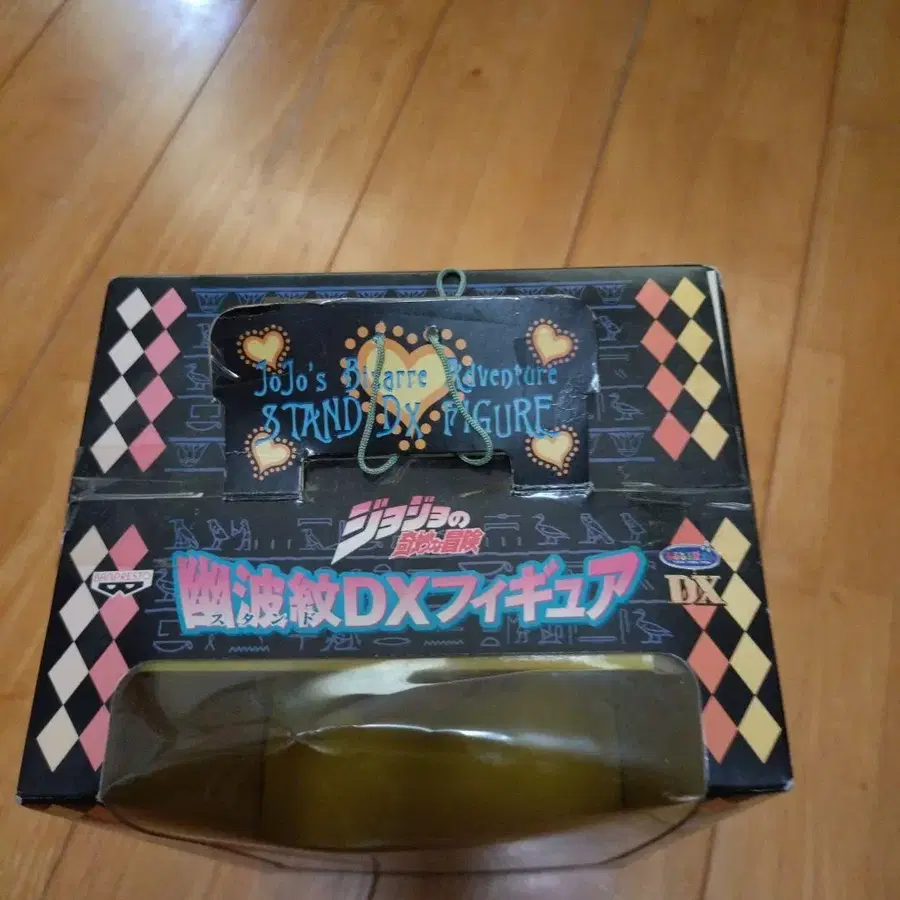 JoJo's Bizarre Adventure
STAND DX FIGURE
ジョジョの
奇妙な冒険
BANPRESTO
幽波紋DXフィギュア
スタンド
DX